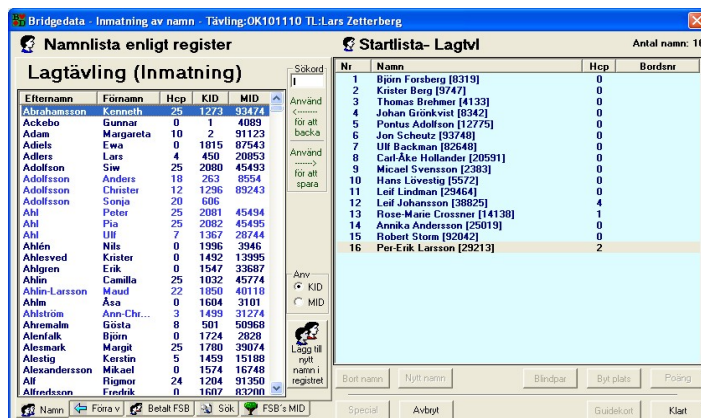 Bridgedata - Inmatning av namn - Tävling:OK101110 TL:Lars Zetterberg
Namnlista enligt register
Lagtävling (Inmatning)
Efternamn Förnamn Hcp KID MID
Abrahamsson Kenneth 25 1273 93474
Ackebo Gunnar 0 1 4089
Adam Margareta 10 2 91123
Adiels Ewa 0 1815 87543
Adlers Lars 4 450 20853
Adolfson Siw 25 2080 45493
Adolfsson Anders 18 263 8554
Adolfsson Christer 12 1296 89243
Adolfsson Sonja 20 606
Ahl Peter 25 2081 45494
Ahl Pia 25 2082 45495
Ahl Ulf 7 1367 28744
Ahlén Nils 0 1996 3946
Ahlesved Krister 0 1492 13995
Ahlgren Erik 0 1547 33687
Ahlin Camilla 25 1032 45774
Ahlin-Larsson Maud 22 1850 40118
Ahlm Åsa 0 1604 3101
Ahlström Ann-Chr... 3 1499 31274
Ahremalm Gösta 8 501 50968
Alenfalk Björn 0 1724 2828
Alesmark Margit 25 1780 39074
Alestig Kerstin 5 1459 15188
Alexandersson Mikael 0 1574 16748
Alf Rigmor 24 1204 91350
Alfredsson Fredrik 0 1607 83200
Namn Förra v Betalt FSB Sök FSB's MID
Sökord
Använd
<-------
för att
backa
Använd
------>
för att
spara
Anv
KID
MID
Lägg till
nytt
namn i
registret
Startlista- Lagtvl
Antal namn: 16
Nr Namn Hcp Bordsnr
1 Björn Forsberg [8319] 0
2 Krister Berg [9747] 0
3 Thomas Brehmer [4133] 0
4 Johan Grönkvist [8342] 0
5 Pontus Adolfson [12775] 0
6 Jon Scheutz [93748] 0
7 Ulf Backman [82648] 0
8 Carl-Åke Hollander [20591] 0
9 Micael Svensson [2383] 0
10 Hans Lövestig [5572] 0
11 Leif Lindman [29464] 0
12 Leif Johansson [38825] 4
13 Rose-Marie Crossner [14138] 1
14 Annika Andersson [25019] 0
15 Robert Storm [92042] 0
16 Per-Erik Larsson [29213] 2
Bort namn Nytt namn Blindpar Byt plats Poäng
Special Avbryt Guidekort Klart